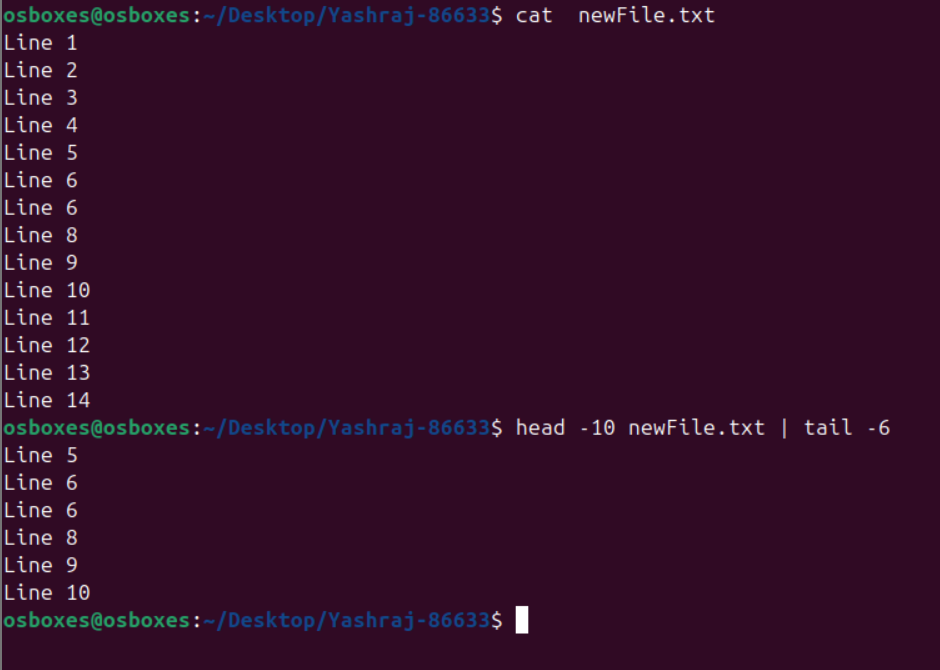 osboxes@osboxes:~/Desktop/Yashraj-86633$ cat  newFile.txt
Line 1
Line 2
Line 3
Line 4
Line 5
Line 6
Line 6
Line 8
Line 9
Line 10
Line 11
Line 12
Line 13
Line 14
osboxes@osboxes:~/Desktop/Yashraj-86633$ head -10 newFile.txt | tail -6
Line 5
Line 6
Line 6
Line 8
Line 9
Line 10
osboxes@osboxes:~/Desktop/Yashraj-86633$